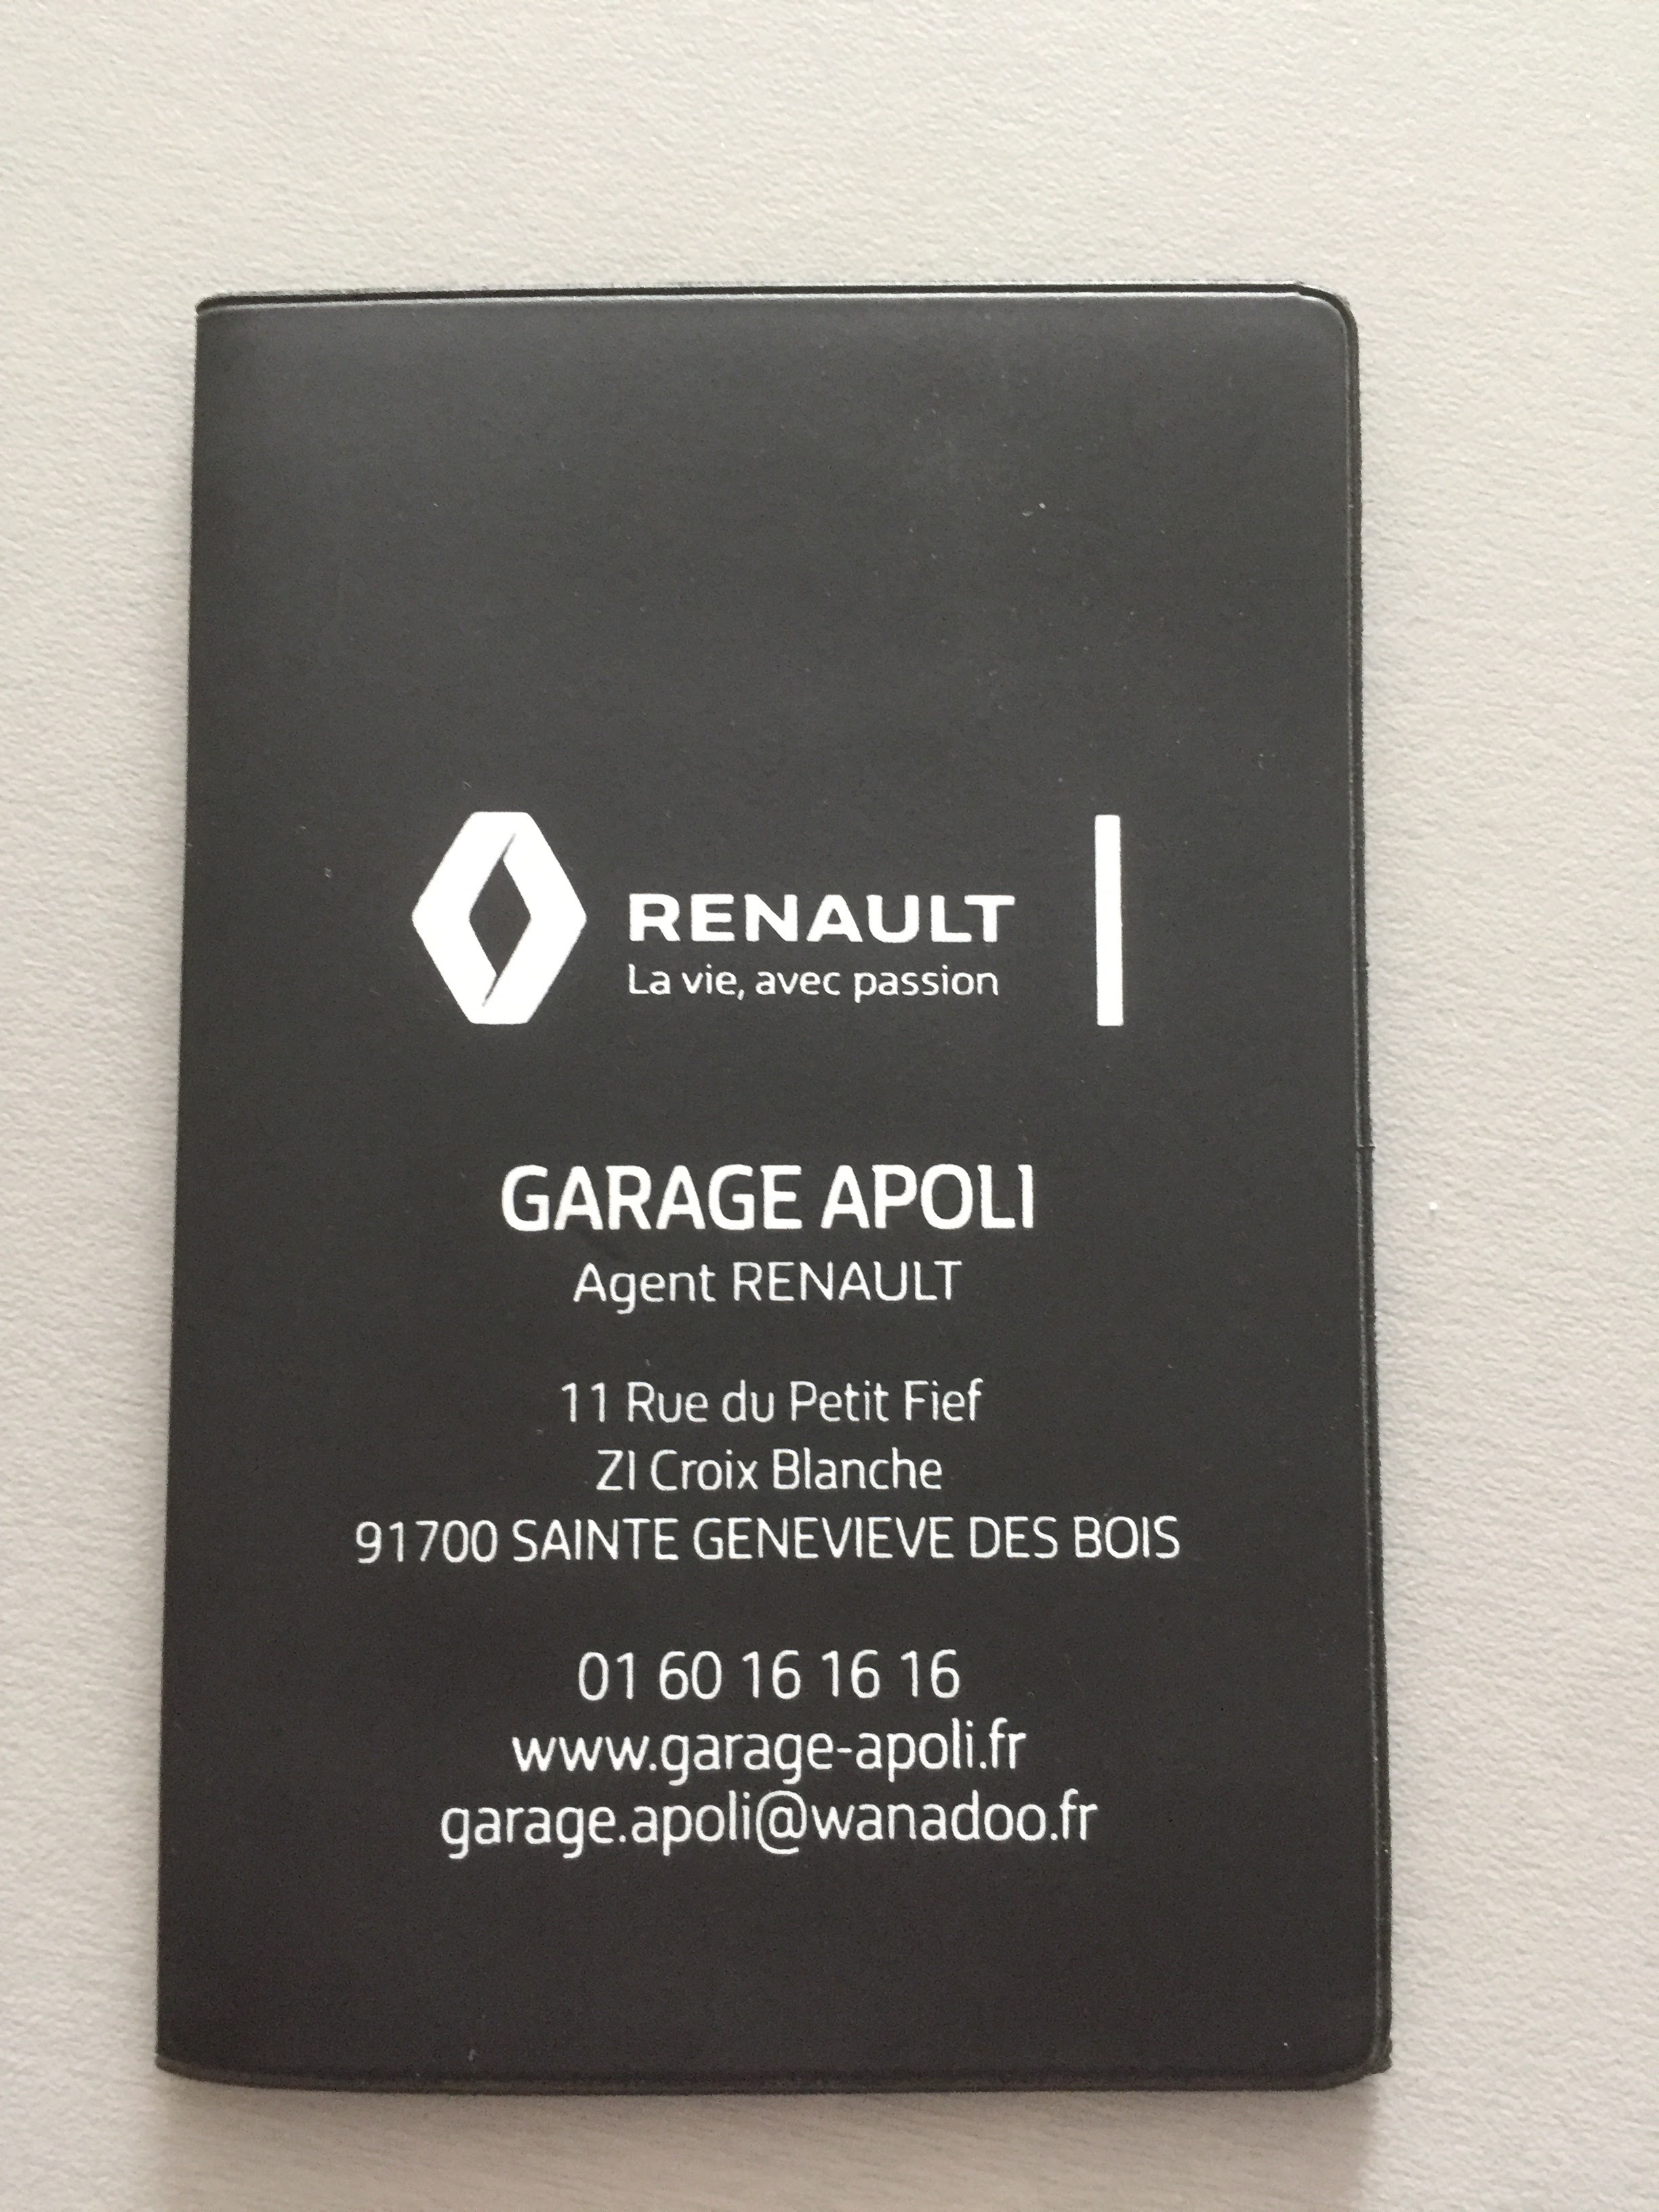 RENAULT
La vie, avec passion
GARAGE APOLI
Agent RENAULT
11 Rue du Petit Fief
ZI Croix Blanche
91700 SAINTE GENEVIEVE DES BOIS
01 60 16 16 16
www.garage-apoli.fr
garage.apoli@wanadoo.fr